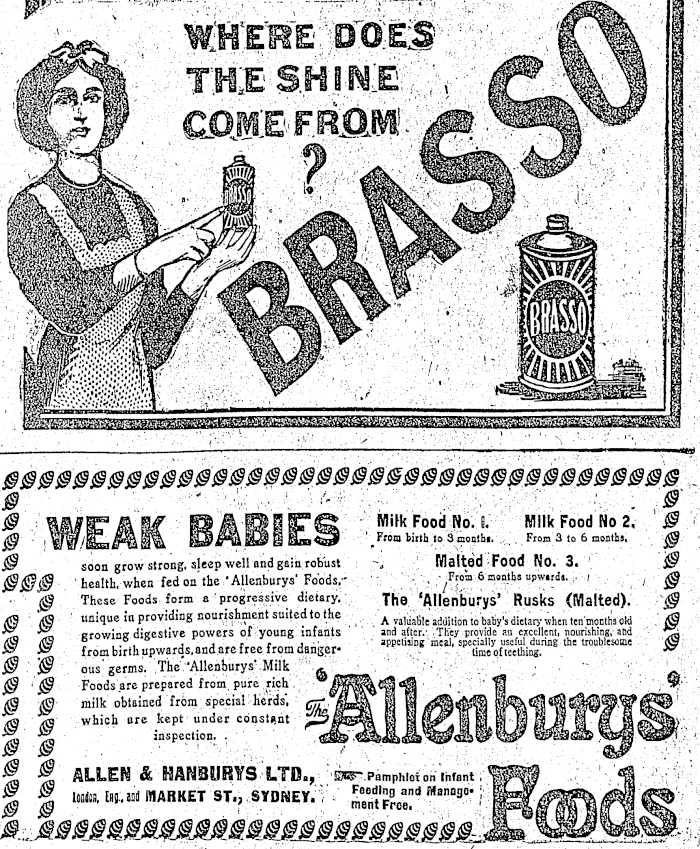 WHERE DOES
THE SHINE
COME FROM
?
BRASSO
BRASSO
WEAK BABIES
soon grow strong, sleep well and gain robust
health, when fed on the 'Allenburys' Foods.
These Foods form a progressive dietary,
unique in providing nourishment suited to the
growing digestive powers of young infants
from birth upwards, and are free from danger-
ous germs. The 'Allenburys' Milk
Foods are prepared from pure rich
milk obtained from special herds,
which are kept under constant
inspection.
ALLEN & HANBURYS LTD.,
London, Eng., and MARKET ST., SYDNEY.
Milk Food No. 1.
From birth to 3 months.
Milk Food No 2,
From 3 to 6 months.
Malted Food No. 3.
From 6 months upwards.
The 'Allenburys' Rusks (Malted).
A valuable addition to baby's dietary when ten months old
and after. They provide an excellent, nourishing, and
appetising meal, specially useful during the troublesome
time of teething.
The 'Allenburys'
Foods
Pamphlet on Infant
Feeding and Manage-
ment Free.